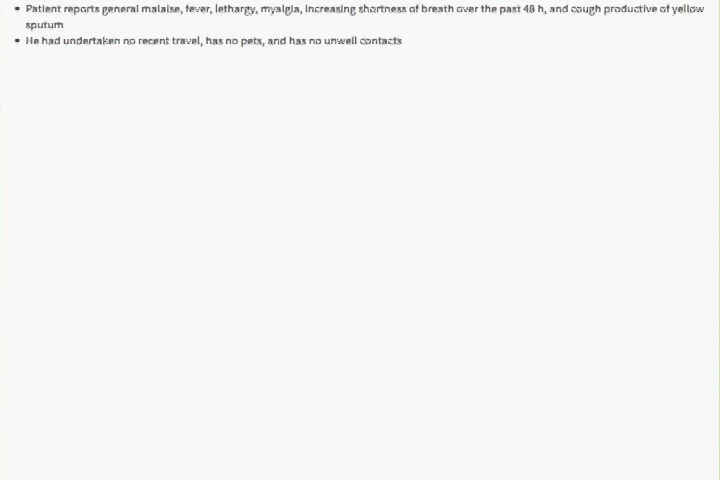 • Patient reports general malaise, fever, lethargy, myalgia, increasing shortness of breath over the past 48 h, and cough productive of yellow
sputum
• He had undertaken no recent travel, has no pets, and has no unwell contacts